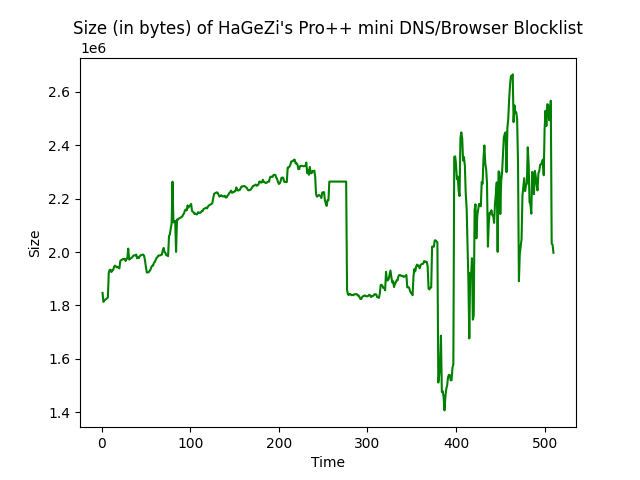 Size (in bytes) of HaGeZi's Pro++ mini DNS/Browser Blocklist
1e6
2.6
2.4
2.2
2.0
1.8
1.6
1.4
Size
0 100 200 300 400 500
Time